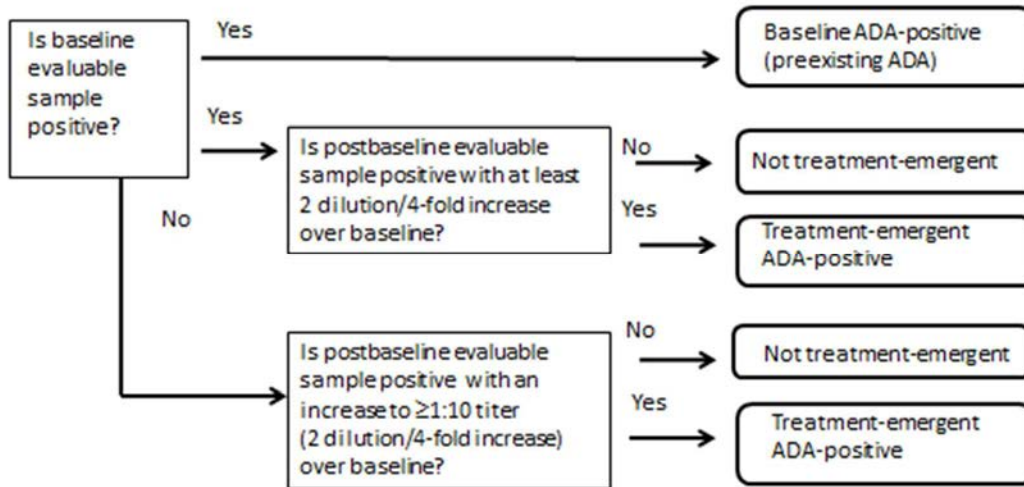 Is baseline
evaluable
sample
positive?
Yes
Baseline ADA-positive
(preexisting ADA)
Yes
Is postbaseline evaluable
sample positive with at least
2 dilution/4-fold increase
over baseline?
No
Not treatment-emergent
Yes
Treatment-emergent
ADA-positive
No
Is postbaseline evaluable
sample positive with an
increase to ≥1:10 titer
(2 dilution/4-fold increase)
over baseline?
No
Not treatment-emergent
Yes
Treatment-emergent
ADA-positive